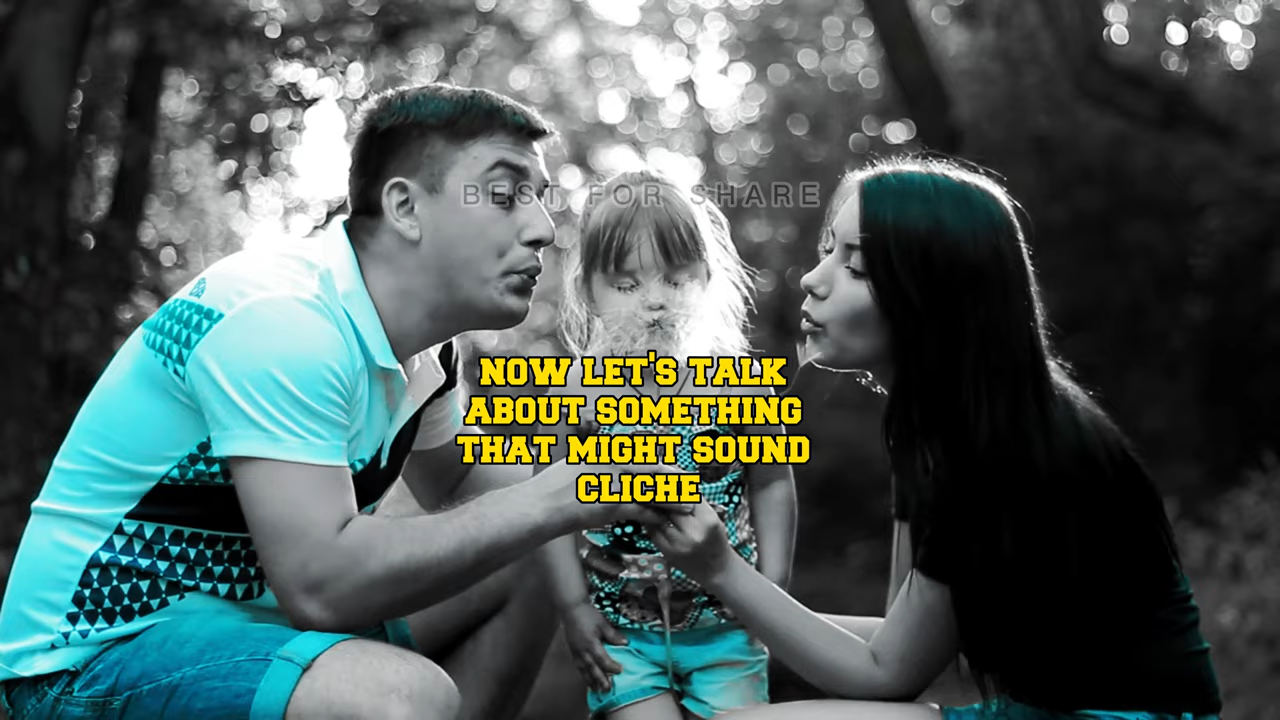 BEST FOR SHARE
NOW LET'S TALK
ABOUT SOMETHING
THAT MIGHT SOUND
CLICHE